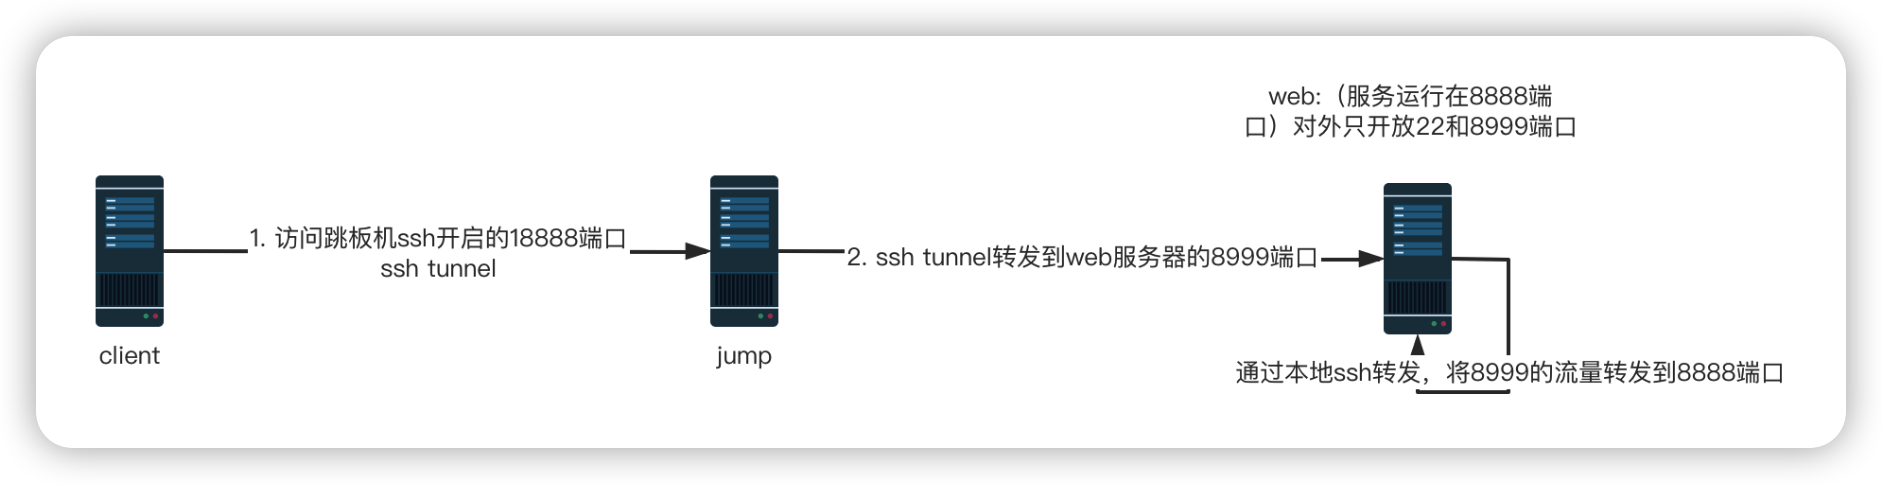 web:（服务运行在8888端
口）对外只开放22和8999端口
1. 访问跳板机ssh开启的18888端口
ssh tunnel
2. ssh tunnel转发到web服务器的8999端口
client
jump
通过本地ssh转发，将8999的流量转发到8888端口